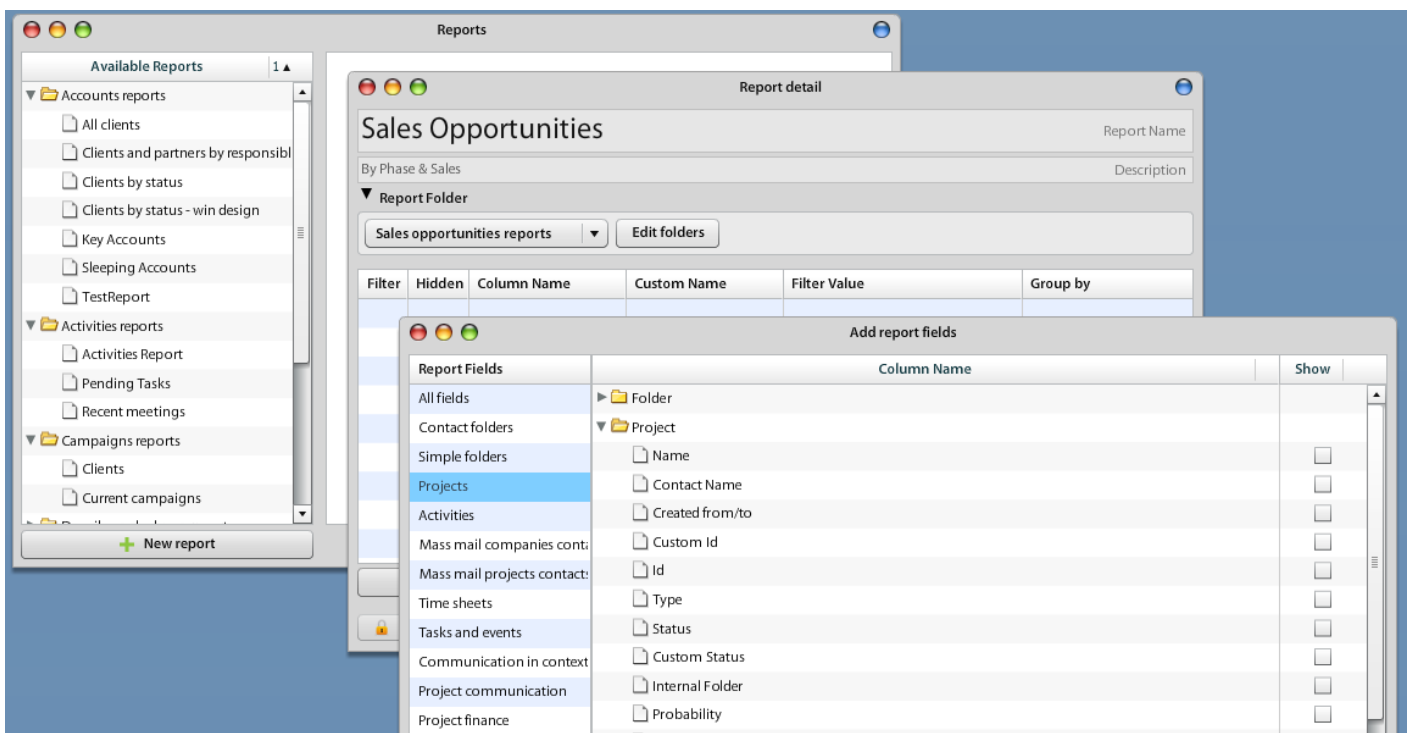 Reports
Available Reports 1▲
Accounts reports
All clients
Clients and partners by responsibl
Clients by status
Clients by status - win design
Key Accounts
Sleeping Accounts
TestReport
Activities reports
Activities Report
Pending Tasks
Recent meetings
Campaigns reports
Clients
Current campaigns
New report
Report detail
Sales Opportunities Report Name
By Phase & Sales Description
Report Folder
Sales opportunities reports Edit folders
Filter Hidden Column Name Custom Name Filter Value Group by
Add report fields
Report Fields Column Name Show
All fields Folder
Contact folders Project
Simple folders Name
Projects Contact Name
Activities Created from/to
Mass mail companies conta Custom Id
Mass mail projects contacts Id
Time sheets Type
Tasks and events Status
Communication in context Custom Status
Project communication Internal Folder
Project finance Probability